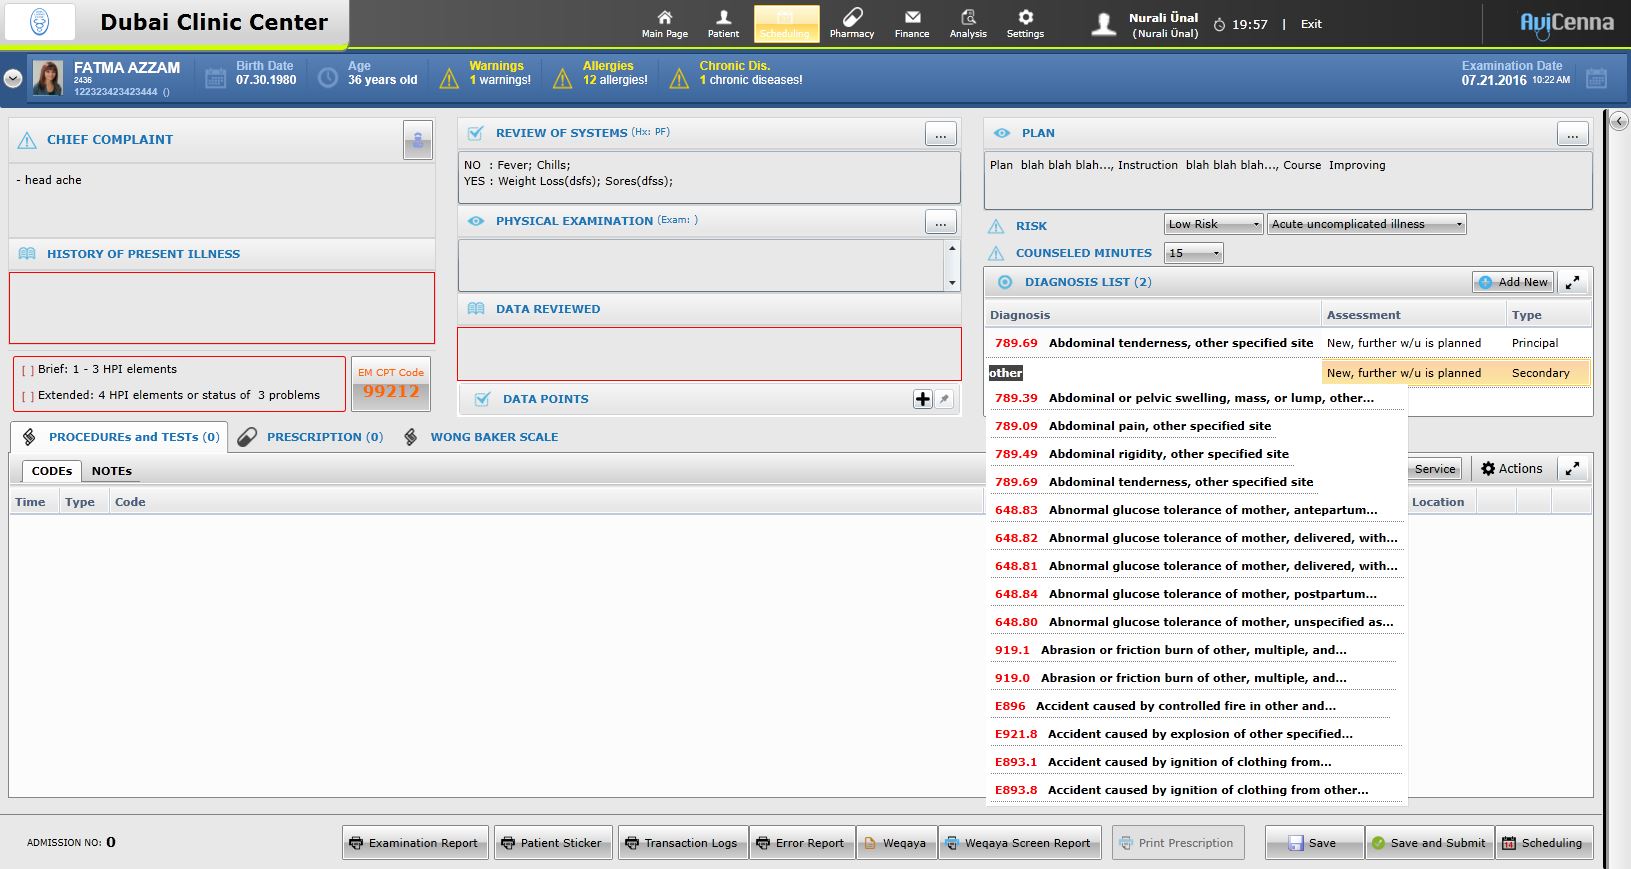 Dubai Clinic Center
Main Page
Patient
Scheduling
Pharmacy
Finance
Analysis
Settings
Nurali Ünal
(Nurali Ünal)
19:57 | Exit
AviCenna
FATMA AZZAM
2436
122323423423444 ()
Birth Date
07.30.1980
Age
36 years old
Warnings
1 warnings!
Allergies
12 allergies!
Chronic Dis.
1 chronic diseases!
Examination Date
07.21.2016 10:22 AM
CHIEF COMPLAINT
- head ache
HISTORY OF PRESENT ILLNESS
[ ] Brief: 1 - 3 HPI elements
[ ] Extended: 4 HPI elements or status of 3 problems
EM CPT Code
99212
REVIEW OF SYSTEMS (Hx: PF)
...
NO : Fever; Chills;
YES : Weight Loss(dsfs); Sores(dfss);
PHYSICAL EXAMINATION (Exam: )
...
DATA REVIEWED
DATA POINTS
PLAN
...
Plan blah blah blah..., Instruction blah blah blah..., Course Improving
RISK
Low Risk
Acute uncomplicated illness
COUNSELED MINUTES
15
DIAGNOSIS LIST (2)
Add New
Diagnosis Assessment Type
789.69 Abdominal tenderness, other specified site New, further w/u is planned Principal
other New, further w/u is planned Secondary
789.39 Abdominal or pelvic swelling, mass, or lump, other...
789.09 Abdominal pain, other specified site
789.49 Abdominal rigidity, other specified site
789.69 Abdominal tenderness, other specified site
648.83 Abnormal glucose tolerance of mother, antepartum...
648.82 Abnormal glucose tolerance of mother, delivered, with...
648.81 Abnormal glucose tolerance of mother, delivered, with...
648.84 Abnormal glucose tolerance of mother, postpartum...
648.80 Abnormal glucose tolerance of mother, unspecified as...
919.1 Abrasion or friction burn of other, multiple, and...
919.0 Abrasion or friction burn of other, multiple, and...
E896 Accident caused by controlled fire in other and...
E921.8 Accident caused by explosion of other specified...
E893.1 Accident caused by ignition of clothing from...
E893.8 Accident caused by ignition of clothing from other...
PROCEDUREs and TESTs (0)
PRESCRIPTION (0)
WONG BAKER SCALE
CODEs
NOTEs
Service
Actions
Time Type Code Location
ADMISSION NO: 0
Examination Report
Patient Sticker
Transaction Logs
Error Report
Weqaya
Weqaya Screen Report
Print Prescription
Save
Save and Submit
14
Scheduling